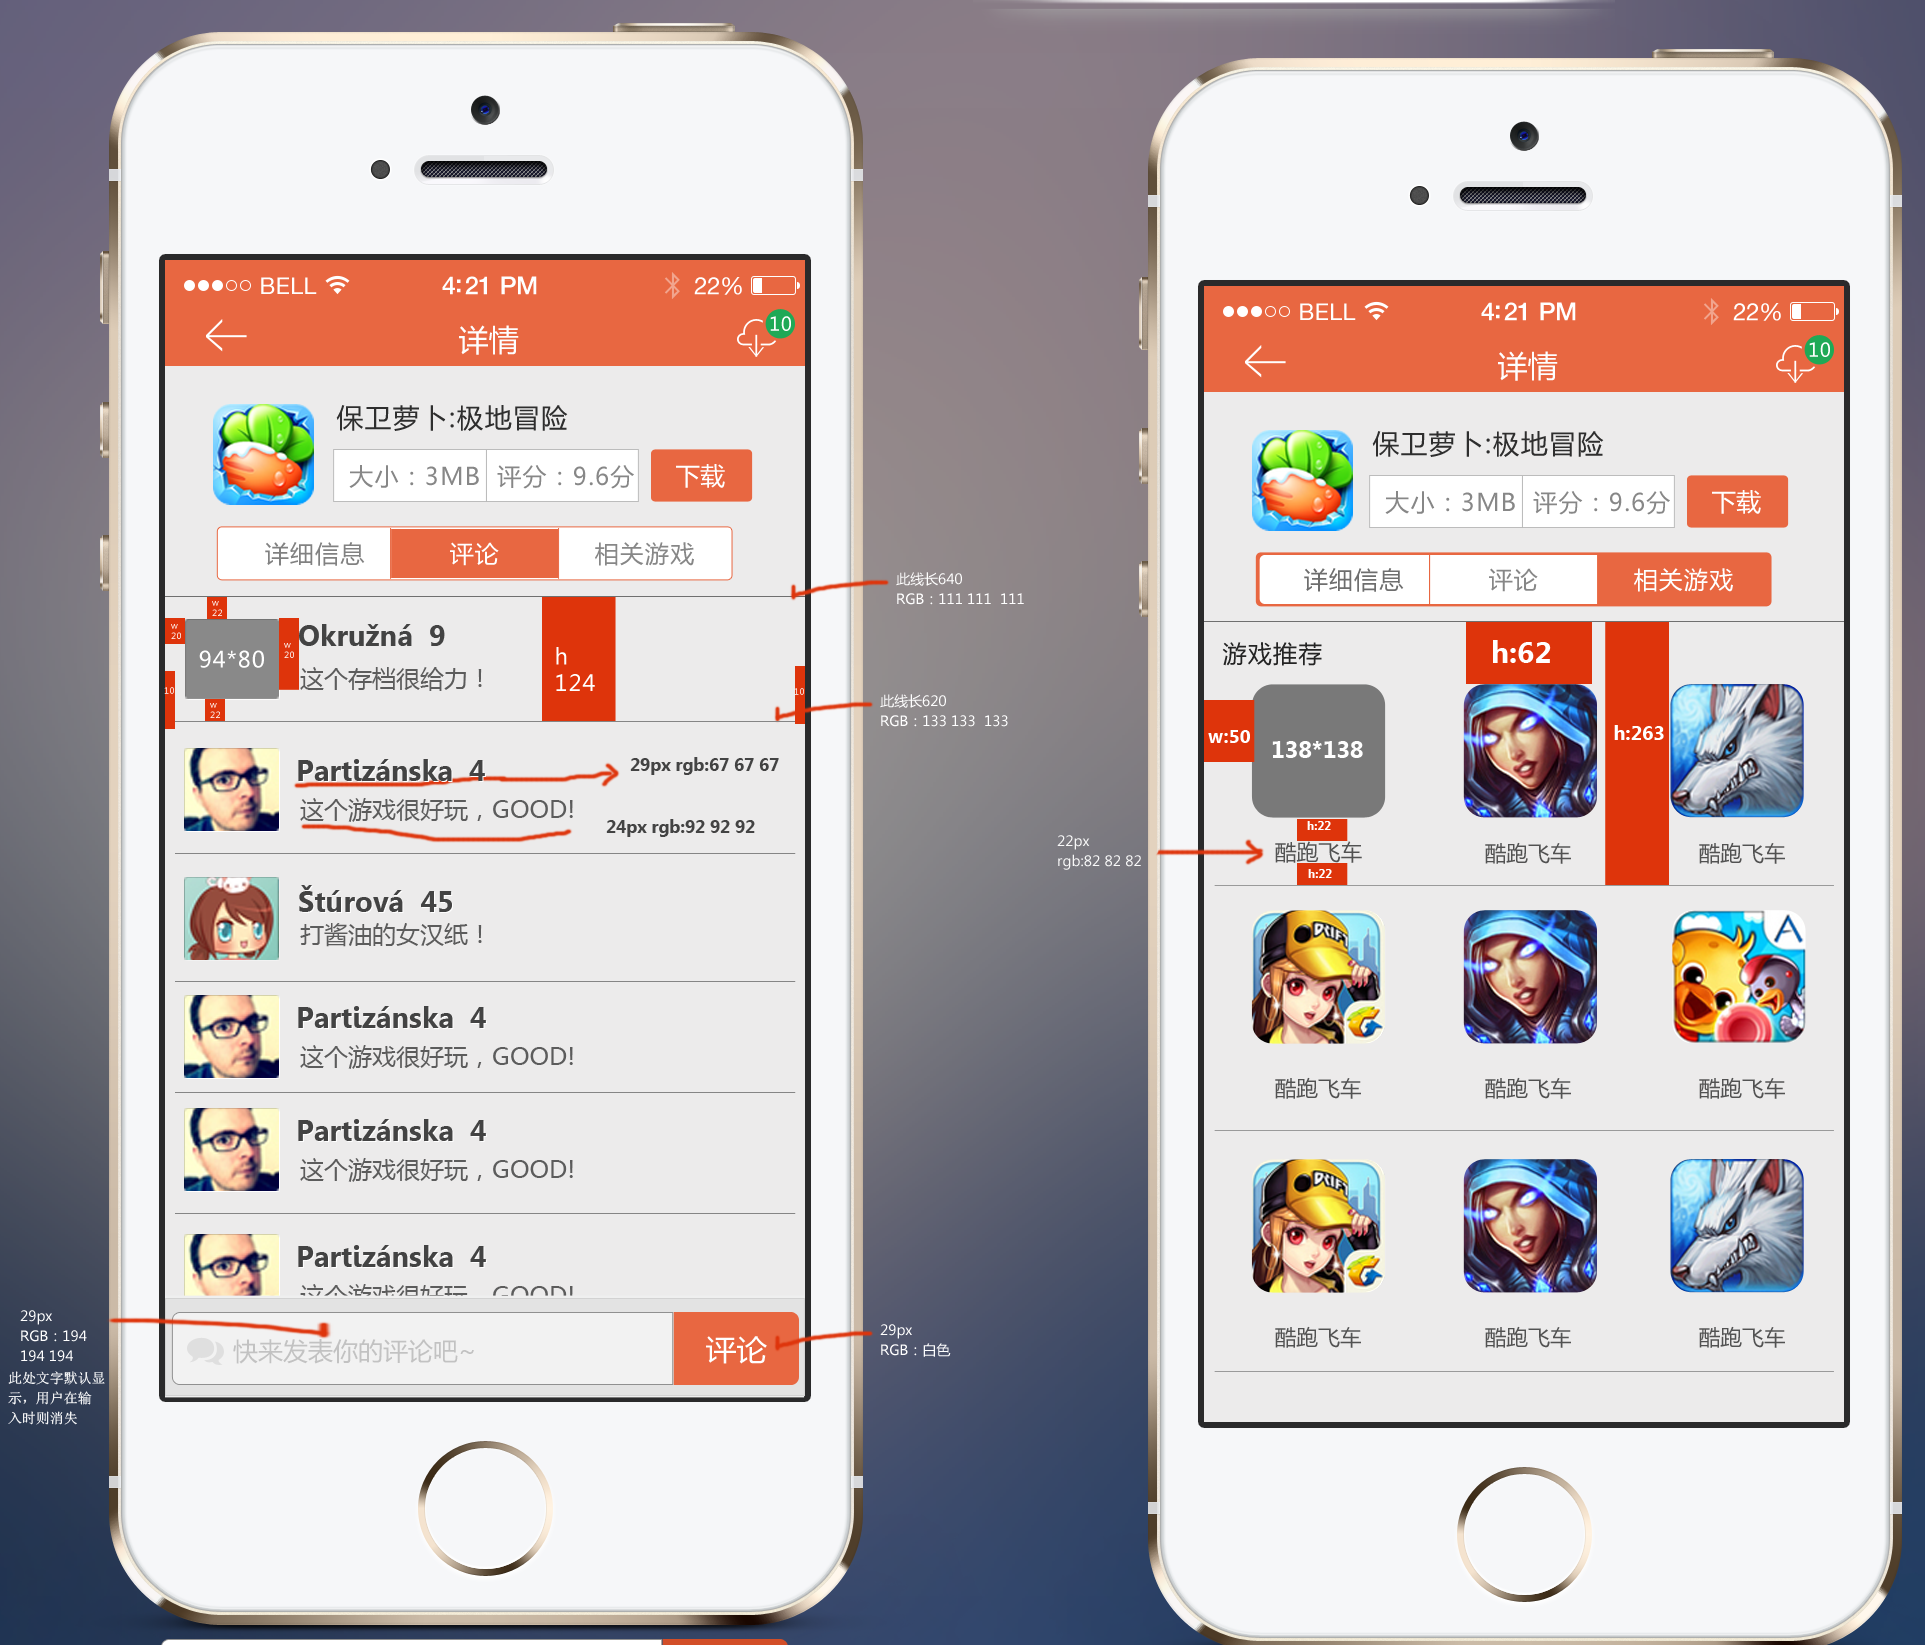 BELL
4:21 PM
22%
详情
10
保卫萝卜:极地冒险
大小：3MB
评分：9.6分
下载
详细信息
评论
相关游戏
此线长640
RGB：111 111  111
w
22
w
20
94*80
w
20
w
22
10
Okružná  9
这个存档很给力！
h
124
10
此线长620
RGB：133 133  133
Partizánska  4
29px rgb:67 67 67
这个游戏很好玩，GOOD!
24px rgb:92 92 92
Štúrová  45
打酱油的女汉纸！
Partizánska  4
这个游戏很好玩，GOOD!
Partizánska  4
这个游戏很好玩，GOOD!
Partizánska  4
这个游戏很好玩，GOOD!
29px
RGB：194
194 194
此处文字默认显
示，用户在输
入时则消失
快来发表你的评论吧~
评论
29px
RGB：白色
BELL
4:21 PM
22%
详情
10
保卫萝卜:极地冒险
大小：3MB
评分：9.6分
下载
详细信息
评论
相关游戏
游戏推荐
h:62
w:50
138*138
h:263
h:22
22px
rgb:82 82 82
酷跑飞车
酷跑飞车
酷跑飞车
h:22
DRIFT
A
酷跑飞车
酷跑飞车
酷跑飞车
DRIFT
酷跑飞车
酷跑飞车
酷跑飞车